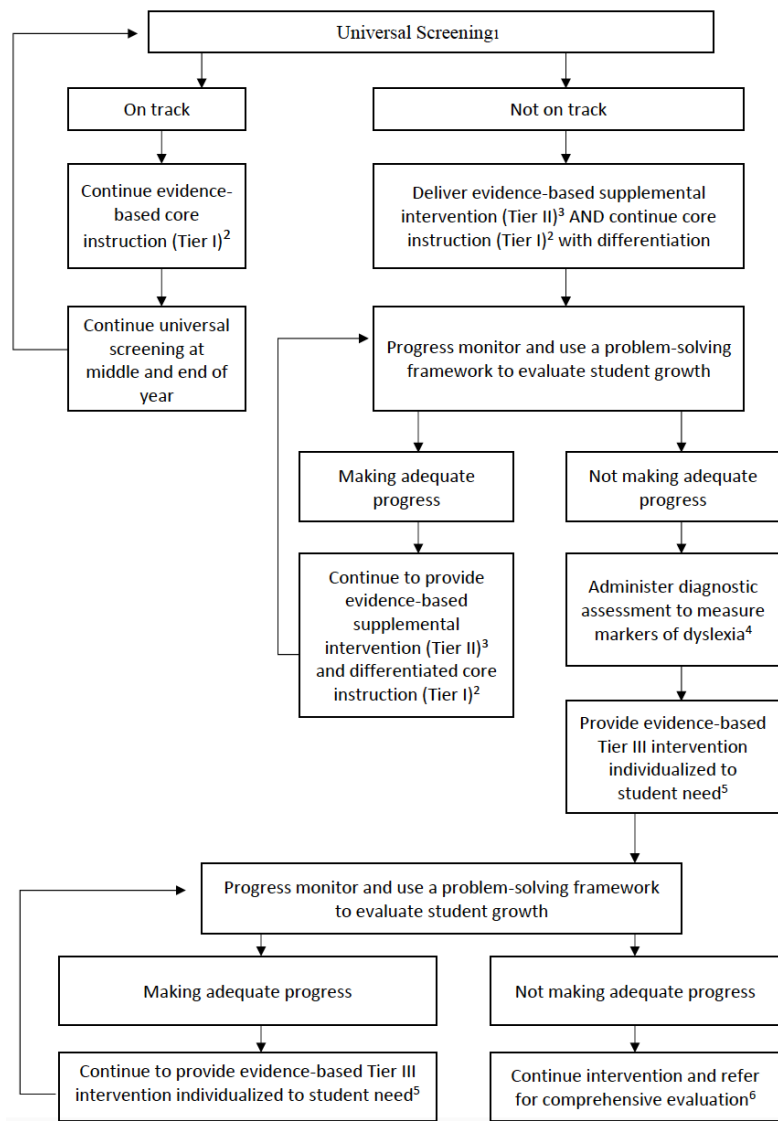 Universal Screening1
On track
Not on track
Continue evidence-
based core
instruction (Tier I)2
Deliver evidence-based supplemental
intervention (Tier II)3 AND continue core
instruction (Tier I)2 with differentiation
Continue universal
screening at
middle and end of
year
Progress monitor and use a problem-solving
framework to evaluate student growth
Making adequate
progress
Not making adequate
progress
Continue to provide
evidence-based
supplemental
intervention (Tier II)3
and differentiated core
instruction (Tier I)2
Administer diagnostic
assessment to measure
markers of dyslexia4
Provide evidence-based
Tier III intervention
individualized to
student need5
Progress monitor and use a problem-solving framework
to evaluate student growth
Making adequate progress
Not making adequate progress
Continue to provide evidence-based Tier III
intervention individualized to student need5
Continue intervention and refer
for comprehensive evaluation6